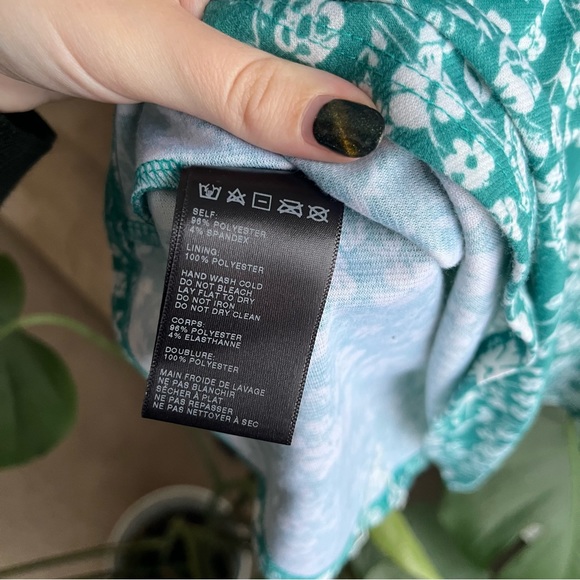 SELF:
96% POLYESTER
4% SPANDEX
LINING:
100% POLYESTER
HAND WASH COLD
DO NOT BLEACH
LAY FLAT TO DRY
DO NOT IRON
DO NOT DRY CLEAN
CORPS:
96% POLYESTER
4% ELASTHANNE
DOUBLURE:
100% POLYESTER
MAIN FROIDE DE LAVAGE
NE PAS BLANCHIR
SÉCHER À PLAT
NE PAS REPASSER
NE PAS NETTOYER À SEC